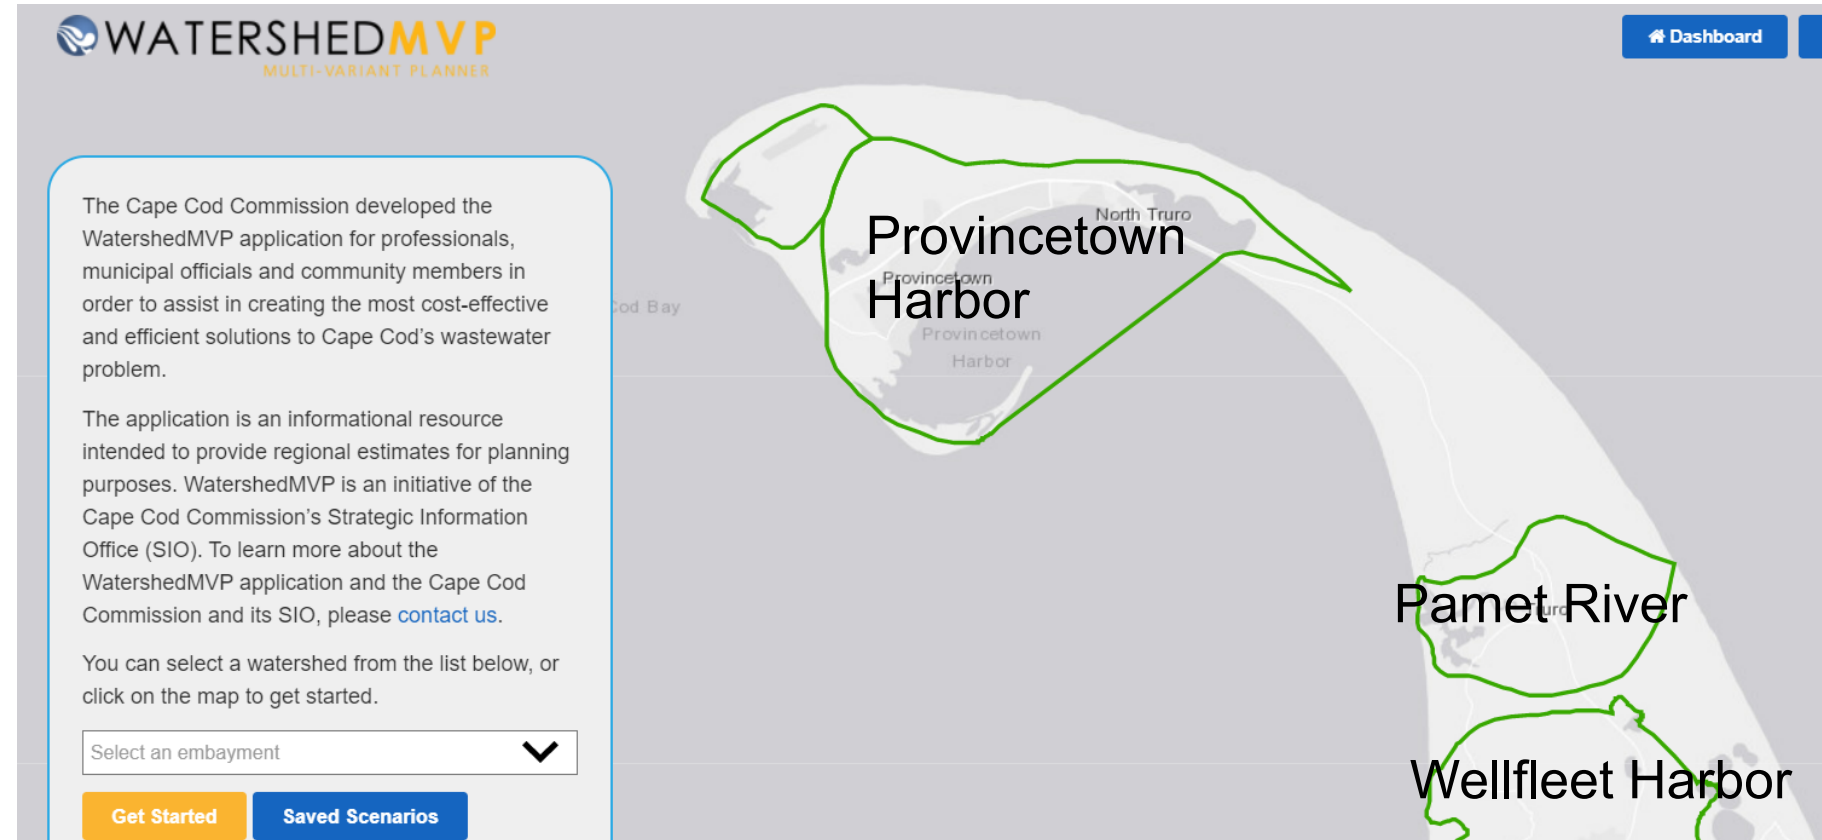 WATERSHEDMVP
MULTI-VARIANT PLANNER
Dashboard
The Cape Cod Commission developed the
WatershedMVP application for professionals,
municipal officials and community members in
order to assist in creating the most cost-effective
and efficient solutions to Cape Cod's wastewater
problem.
The application is an informational resource
intended to provide regional estimates for planning
purposes. WatershedMVP is an initiative of the
Cape Cod Commission's Strategic Information
Office (SIO). To learn more about the
WatershedMVP application and the Cape Cod
Commission and its SIO, please contact us.
You can select a watershed from the list below, or
click on the map to get started.
Select an embayment
Get Started
Saved Scenarios
Cod Bay
North Truro
Provincetown
Harbor
Provincetown
Provincetown
Harbor
Pamet River
Truro
Wellfleet Harbor